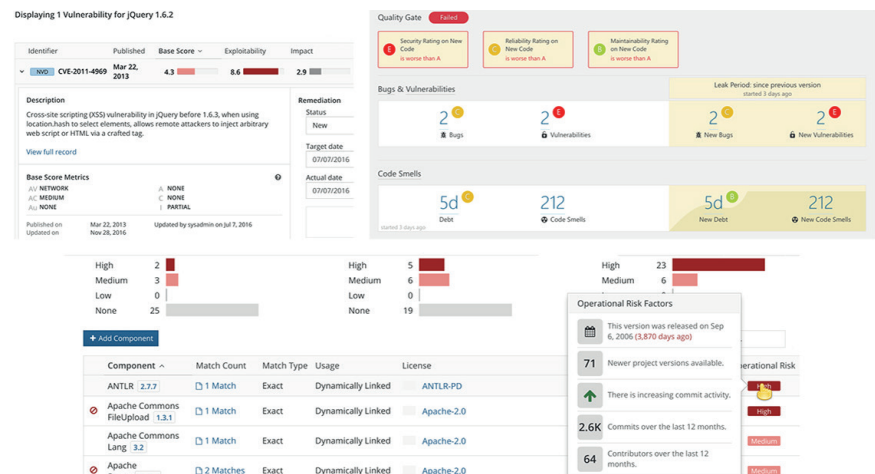 Displaying 1 Vulnerability for jQuery 1.6.2
Identifier Published Base Score Exploitability Impact
NVD CVE-2011-4969 Mar 22, 2013 4.3 8.6 2.9
Description
Cross-site scripting (XSS) vulnerability in jQuery before 1.6.3, when using
location.hash to select elements, allows remote attackers to inject arbitrary
web script or HTML via a crafted tag.
View full record
Base Score Metrics
AV NETWORK A NONE
AC MEDIUM C NONE
Au NONE I PARTIAL
Published on Mar 22, 2013 Updated by sysadmin on Jul 7, 2016
Updated on Nov 28, 2016
Remediation
Status
New
Target date
07/07/2016
Actual date
07/07/2016
Quality Gate Failed
E Security Rating on New
Code
is worse than A
C Reliability Rating on
New Code
is worse than A
B Maintainability Rating
on New Code
is worse than A
Bugs & Vulnerabilities
Leak Period: since previous version
started 3 days ago
2 C 2 E 2 C 2 E
Bugs Vulnerabilities New Bugs New Vulnerabilities
Code Smells
5d C 212 5d B 212
Debt Code Smells New Debt New Code Smells
started 3 days ago
High 2 High 5 High 23
Medium 3 Medium 6 Medium 6
Low 0 Low 0
None 25 None 19
+ Add Component
Component Match Count Match Type Usage License erational Risk
ANTLR 2.7.7 1 Match Exact Dynamically Linked ANTLR-PD
Apache Commons
FileUpload 1.3.1 1 Match Exact Dynamically Linked Apache-2.0 High
Apache Commons
Lang 3.2 1 Match Exact Dynamically Linked Apache-2.0 Medium
Apache 2 Matches Exact Dynamically Linked Apache-2.0 Medium
Operational Risk Factors
This version was released on Sep
6, 2006 (3,870 days ago)
71 Newer project versions available.
There is increasing commit activity.
2.6K Commits over the last 12 months.
64 Contributors over the last 12
months.